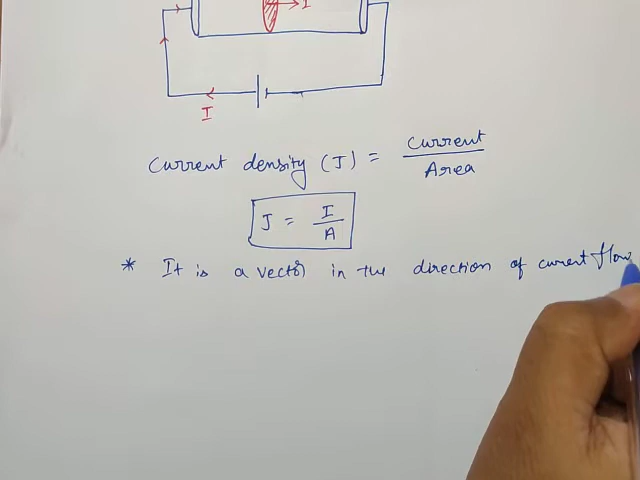 I
I
Current density (J) = Current / Area
J = I / A
* It is a vector in the direction of current flow